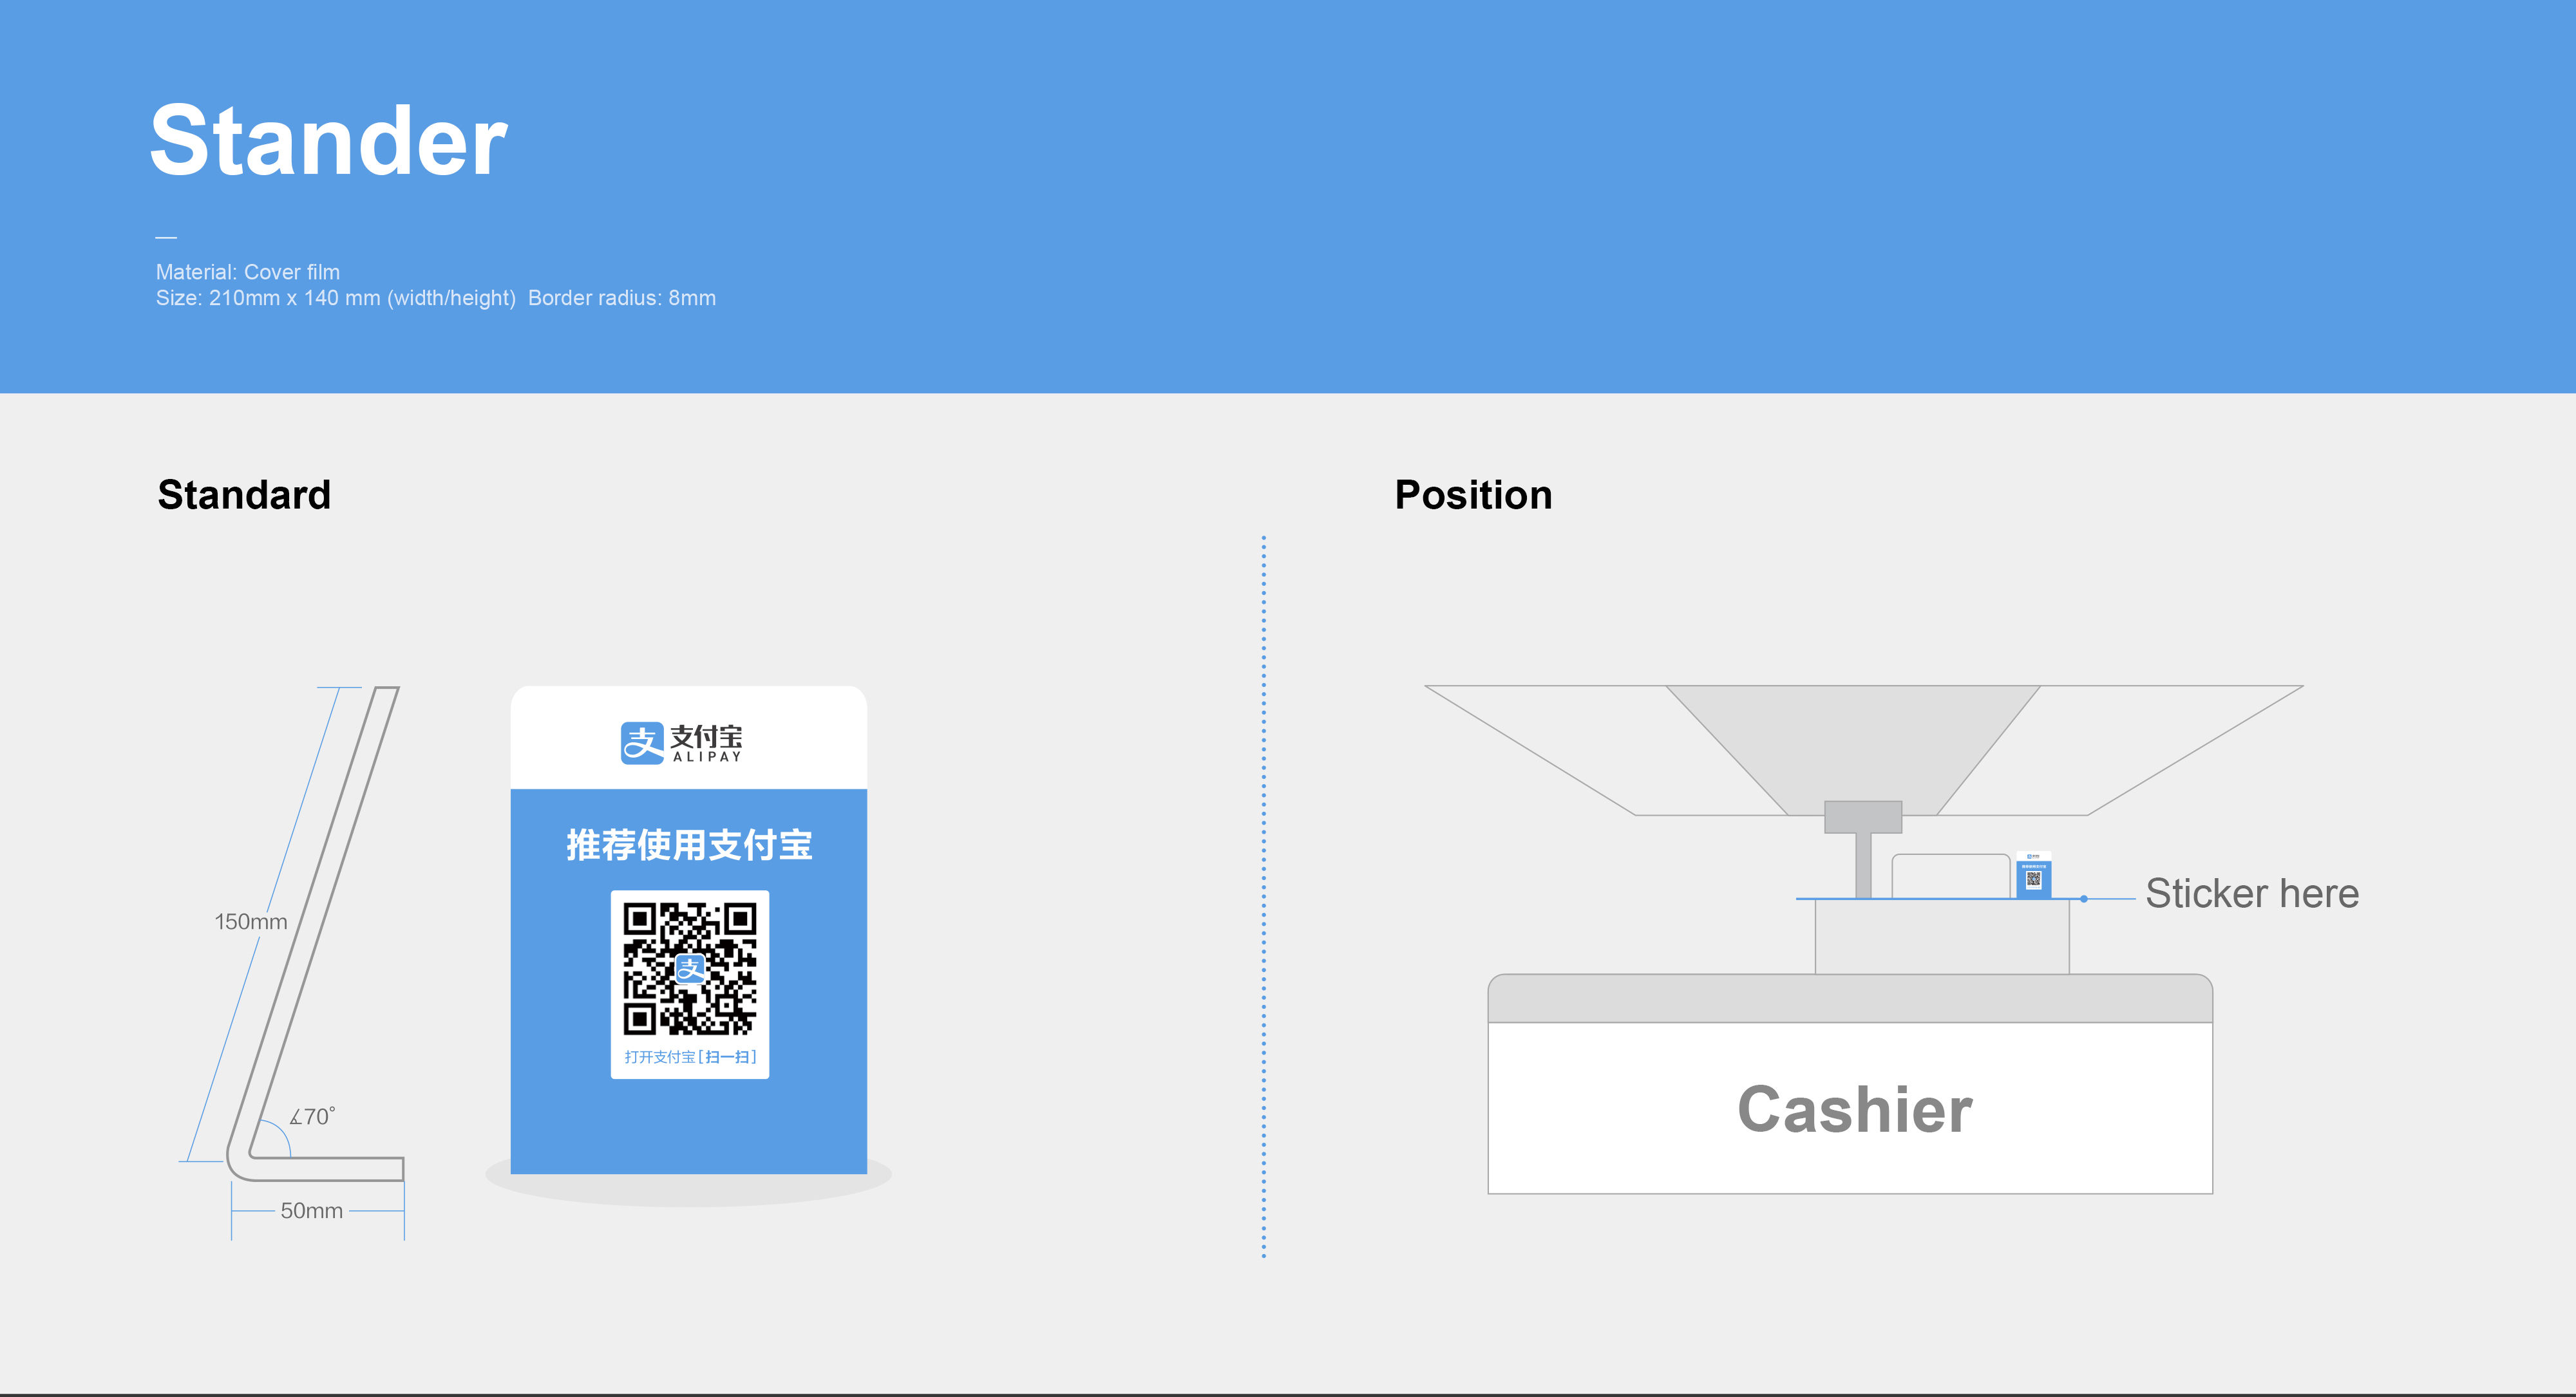 Stander
Material: Cover film
Size: 210mm x 140 mm (width/height)  Border radius: 8mm
Standard
Position
150mm
∡70°
50mm
支
支付宝
ALIPAY
推荐使用支付宝
支
打开支付宝[扫一扫]
Sticker here
Cashier